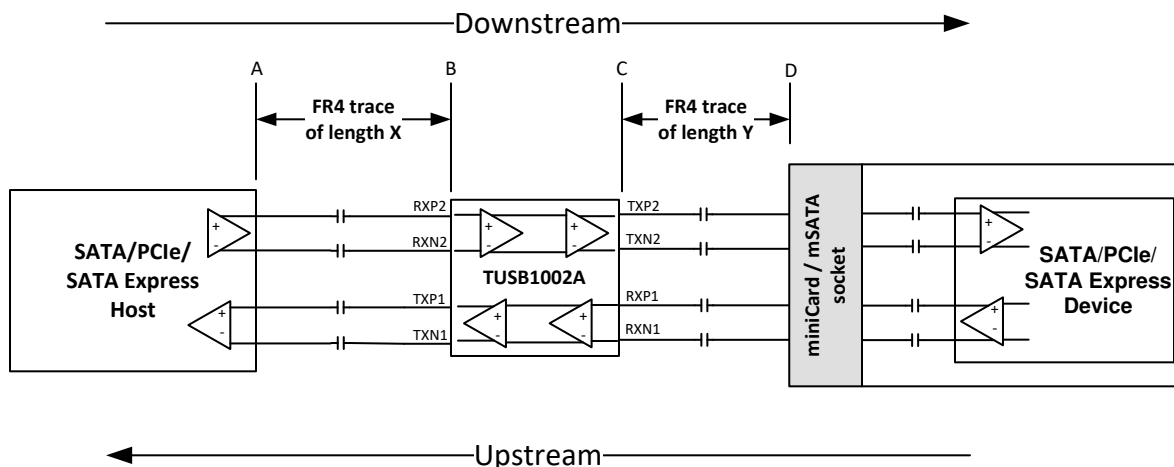 Downstream
A
B
C
D
FR4 trace
of length X
FR4 trace
of length Y
SATA/PCIe/
SATA Express
Host
+
-
+
-
RXP2
RXN2
TXP1
TXN1
+
-
+
-
TUSB1002A
+
-
+
-
TXP2
TXN2
RXP1
RXN1
miniCard / mSATA
socket
+
-
+
-
SATA/PCIe/
SATA Express
Device
Upstream